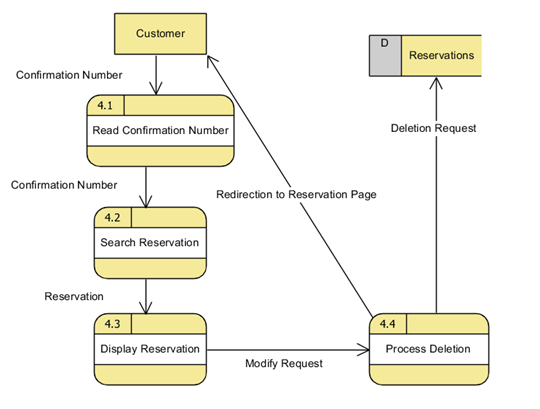 Customer
D
Reservations
Confirmation Number
4.1
Read Confirmation Number
Deletion Request
Confirmation Number
Redirection to Reservation Page
4.2
Search Reservation
Reservation
4.3
Display Reservation
Modify Request
4.4
Process Deletion